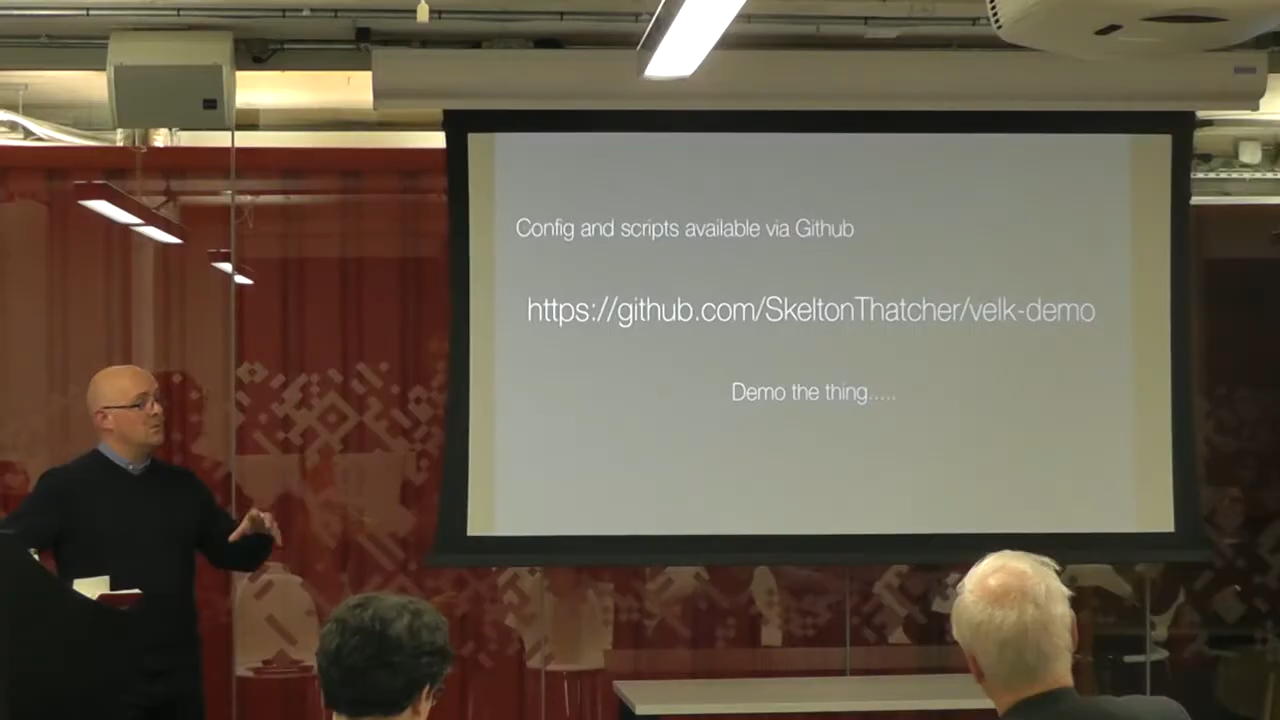 Config and scripts available via Github
https://github.com/SkeltonThatcher/velk-demo
Demo the thing.....